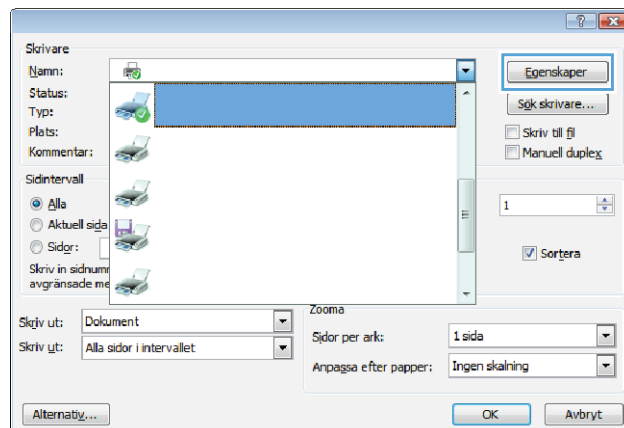 Skrivare
Namn:
Egenskaper
Status:
Sök skrivare...
Typ:
Plats:
Skriv till fil
Kommentar:
Manuell duplex
Sidintervall
Alla
1
Aktuell sida
Sidor:
Sortera
Skriv in sidnumr
avgränsade me
Zooma
Skriv ut:
Dokument
Sidor per ark:
1 sida
Skriv ut:
Alla sidor i intervallet
Anpassa efter papper:
Ingen skalning
Alternativ...
OK
Avbryt